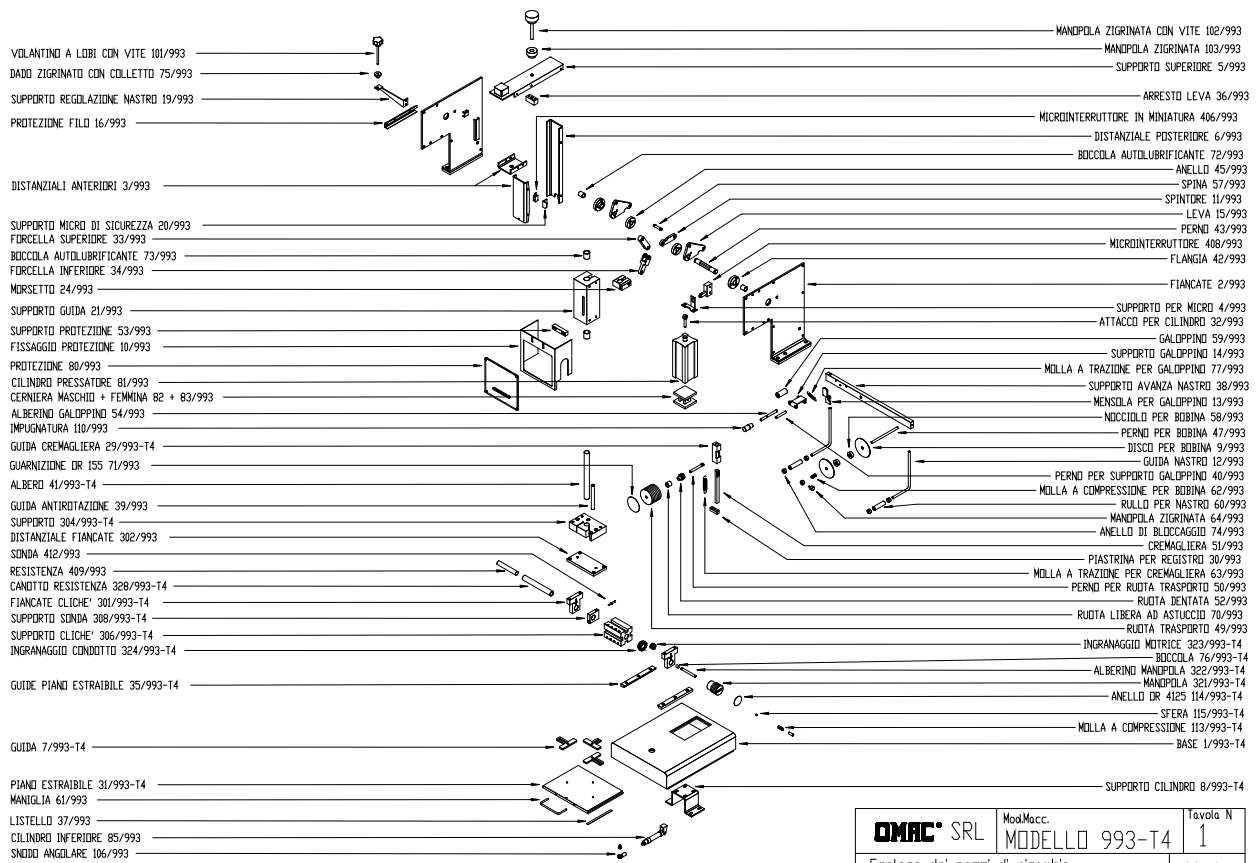 VOLANTINO A LOBI CON VITE 101/993
DADO ZIGRINATO CON COLLETTO 75/993
SUPPORTO REGOLAZIONE NASTRO 19/993
PROTEZIONE FILO 16/993
DISTANZIALI ANTERIORI 3/993
SUPPORTO MICRO DI SICUREZZA 20/993
FORCELLA SUPERIORE 33/993
BOCCOLA AUTOLUBRIFICANTE 73/993
FORCELLA INFERIORE 34/993
MORSETTO 24/993
SUPPORTO GUIDA 21/993
SUPPORTO PROTEZIONE 53/993
FISSAGGIO PROTEZIONE 10/993
PROTEZIONE 80/993
CILINDRO PRESSATORE 81/993
CERNIERA MASCHIO + FEMMINA 82 + 83/993
ALBERINO GALOPPINO 54/993
IMPUGNATURA 110/993
GUIDA CREMAGLIERA 29/993-T4
GUARNIZIONE OR 155 71/993
ALBERO 41/993-T4
GUIDA ANTIROTAZIONE 39/993
SUPPORTO 304/993-T4
DISTANZIALE FIANCATE 302/993
SONDA 412/993
RESISTENZA 409/993
CANOTTO RESISTENZA 328/993-T4
FIANCATE CLICHE' 301/993-T4
SUPPORTO SONDA 308/993-T4
SUPPORTO CLICHE' 306/993-T4
INGRANAGGIO CONDOTTO 324/993-T4
GUIDE PIANO ESTRAIBILE 35/993-T4
GUIDA 7/993-T4
PIANO ESTRAIBILE 31/993-T4
MANIGLIA 61/993
LISTELLO 37/993
CILINDRO INFERIORE 85/993
SNODO ANGOLARE 106/993
MANOPOLA ZIGRINATA CON VITE 102/993
MANOPOLA ZIGRINATA 103/993
SUPPORTO SUPERIORE 5/993
ARRESTO LEVA 36/993
MICROINTERRUTTORE IN MINIATURA 406/993
DISTANZIALE POSTERIORE 6/993
BOCCOLA AUTOLUBRIFICANTE 72/993
ANELLO 45/993
SPINA 57/993
SPINTORE 11/993
LEVA 15/993
PERNO 43/993
MICROINTERRUTTORE 408/993
FLANGIA 42/993
FIANCATE 2/993
SUPPORTO PER MICRO 4/993
ATTACCO PER CILINDRO 32/993
GALOPPINO 59/993
SUPPORTO GALOPPINO 14/993
MOLLA A TRAZIONE PER GALOPPINO 77/993
SUPPORTO AVANZA NASTRO 38/993
MENSOLA PER GALOPPINO 13/993
NOCCIOLO PER BOBINA 58/993
PERNO PER BOBINA 47/993
DISCO PER BOBINA 9/993
GUIDA NASTRO 12/993
PERNO PER SUPPORTO GALOPPINO 40/993
MOLLA A COMPRESSIONE PER BOBINA 62/993
RULLO PER NASTRO 60/993
MANOPOLA ZIGRINATA 64/993
ANELLO DI BLOCCAGGIO 74/993
CREMAGLIERA 51/993
PIASTRINA PER REGISTRO 30/993
MOLLA A TRAZIONE PER CREMAGLIERA 63/993
PERNO PER RUOTA TRASPORTO 50/993
RUOTA DENTATA 52/993
RUOTA LIBERA AD ASTUCCIO 70/993
RUOTA TRASPORTO 49/993
INGRANAGGIO MOTRICE 323/993-T4
BOCCOLA 76/993-T4
ALBERINO MANOPOLA 322/993-T4
MANOPOLA 321/993-T4
ANELLO OR 4125 114/993-T4
SFERA 115/993-T4
MOLLA A COMPRESSIONE 113/993-T4
BASE 1/993-T4
SUPPORTO CILINDRO 8/993-T4
OMAC SRL
Mod.Macc.
MODELLO 993-T4
Tavola N
1